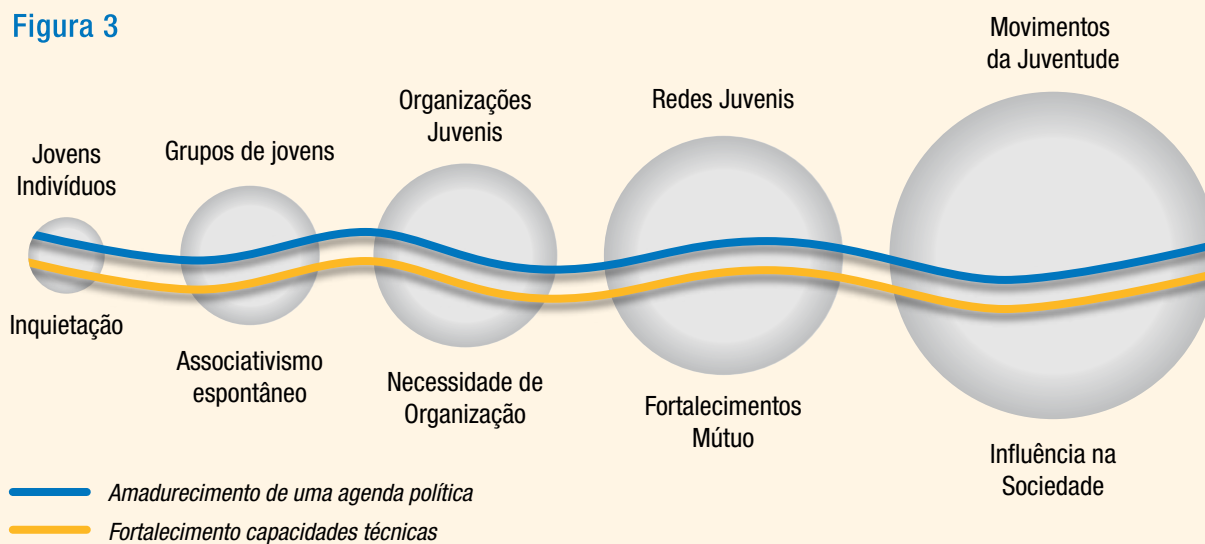 Figura 3
Jovens
Indivíduos
Inquietação
Grupos de jovens
Associativismo
espontâneo
Organizações
Juvenis
Necessidade de
Organização
Redes Juvenis
Fortalecimentos
Mútuo
Movimentos
da Juventude
Influência na
Sociedade
Amadurecimento de uma agenda política
Fortalecimento capacidades técnicas